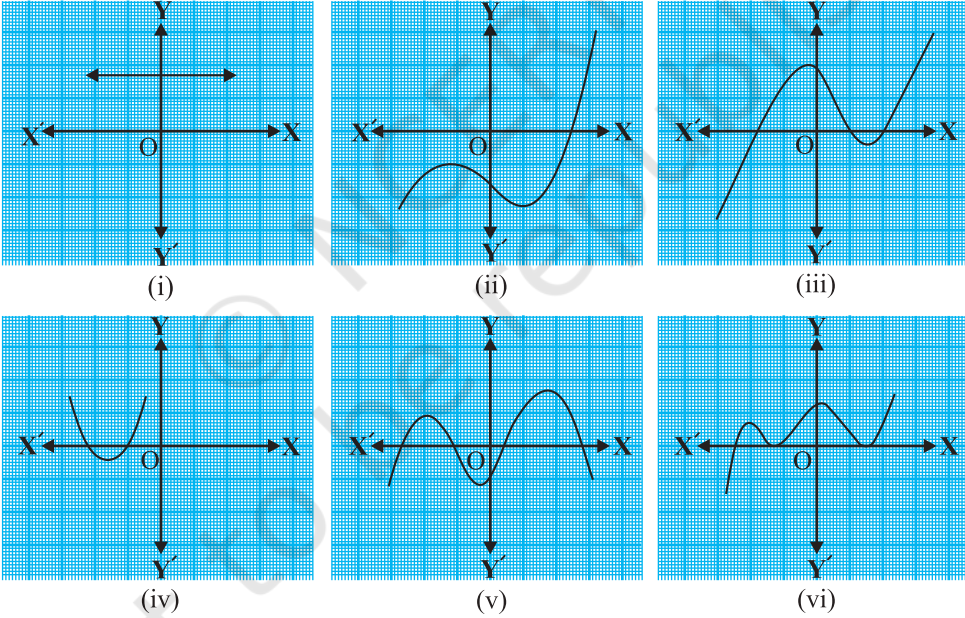 Y Y Y
X′ O X X′ O X X′ O X
Y′ Y′ Y′
(i) (ii) (iii)
Y Y Y
X′ O X X′ O X X′ O X
Y′ Y′ Y′
(iv) (v) (vi)